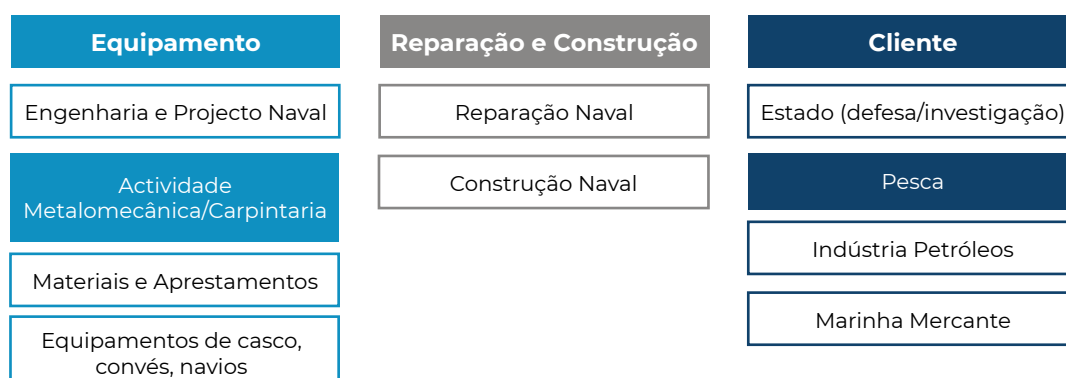 Equipamento
Engenharia e Projecto Naval
Actividade
Metalomecânica/Carpintaria
Materiais e Aprestamentos
Equipamentos de casco,
convés, navios
Reparação e Construção
Reparação Naval
Construção Naval
Cliente
Estado (defesa/investigação)
Pesca
Indústria Petróleos
Marinha Mercante